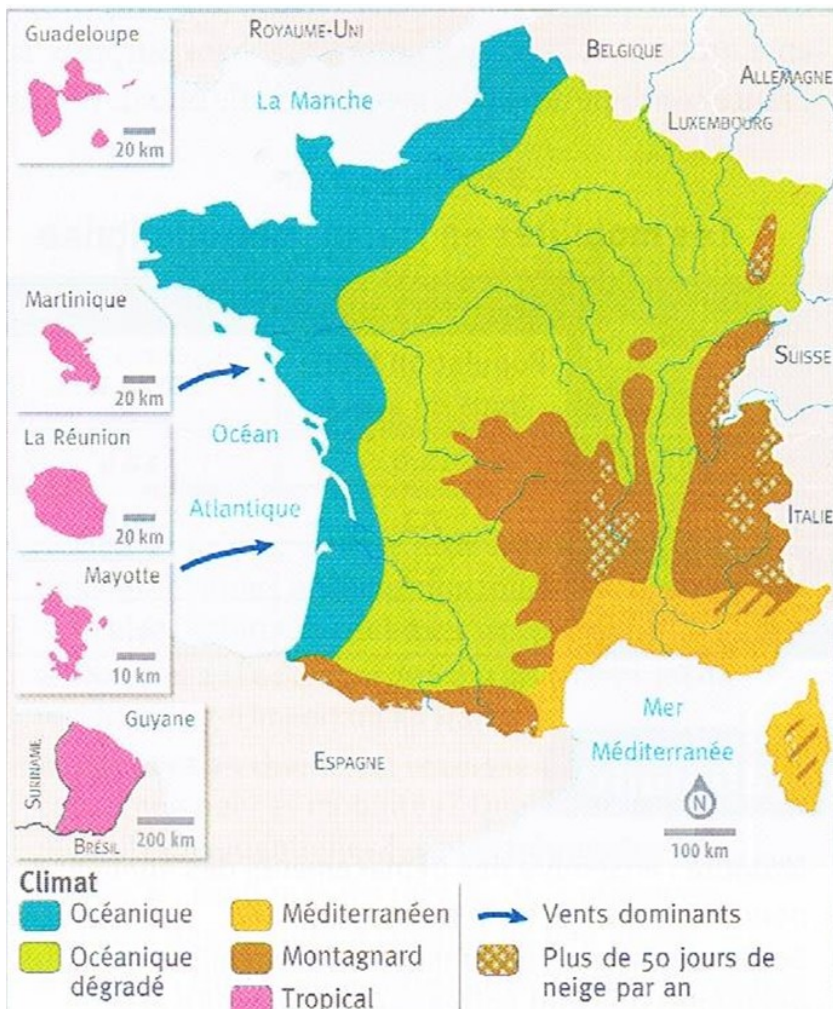 Guadeloupe
20 km
Royaume-Uni
Belgique
Allemagne
Luxembourg
La Manche
Martinique
20 km
Suisse
La Réunion
20 km
Océan
Atlantique
Italie
Mayotte
10 km
Guyane
Suriname
Brésil
200 km
Espagne
Mer
Méditerranée
N
100 km
Climat
Océanique
Océanique
dégradé
Méditerranéen
Montagnard
Tropical
Vents dominants
Plus de 50 jours de
neige par an